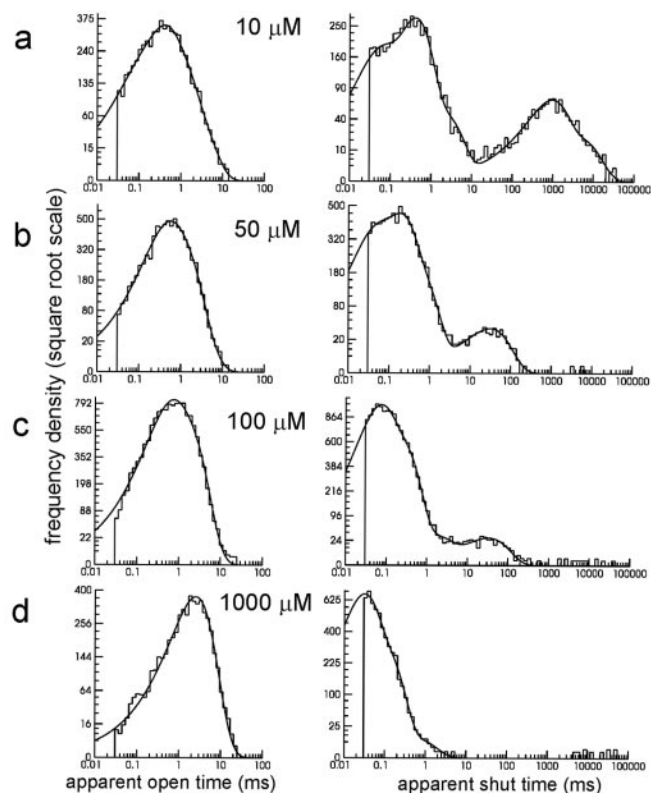 a
10 µM
375
240
135
60
15
0
0.01 0.1 1 10 100
250
160
90
40
10
0
0.01 0.1 1 10 100 1000 10000 100000
b
50 µM
500
320
180
80
20
0
0.01 0.1 1 10 100
500
320
180
80
20
0
0.01 0.1 1 10 100 1000 10000 100000
frequency density (square root scale)
c
100 µM
792
550
352
198
88
22
0
0.01 0.1 1 10 100
864
600
384
216
96
24
0
0.01 0.1 1 10 100 1000 10000 100000
d
1000 µM
400
256
144
64
16
0
0.01 0.1 1 10 100
625
400
225
100
25
0
0.01 0.1 1 10 100 1000 10000 100000
apparent open time (ms)
apparent shut time (ms)